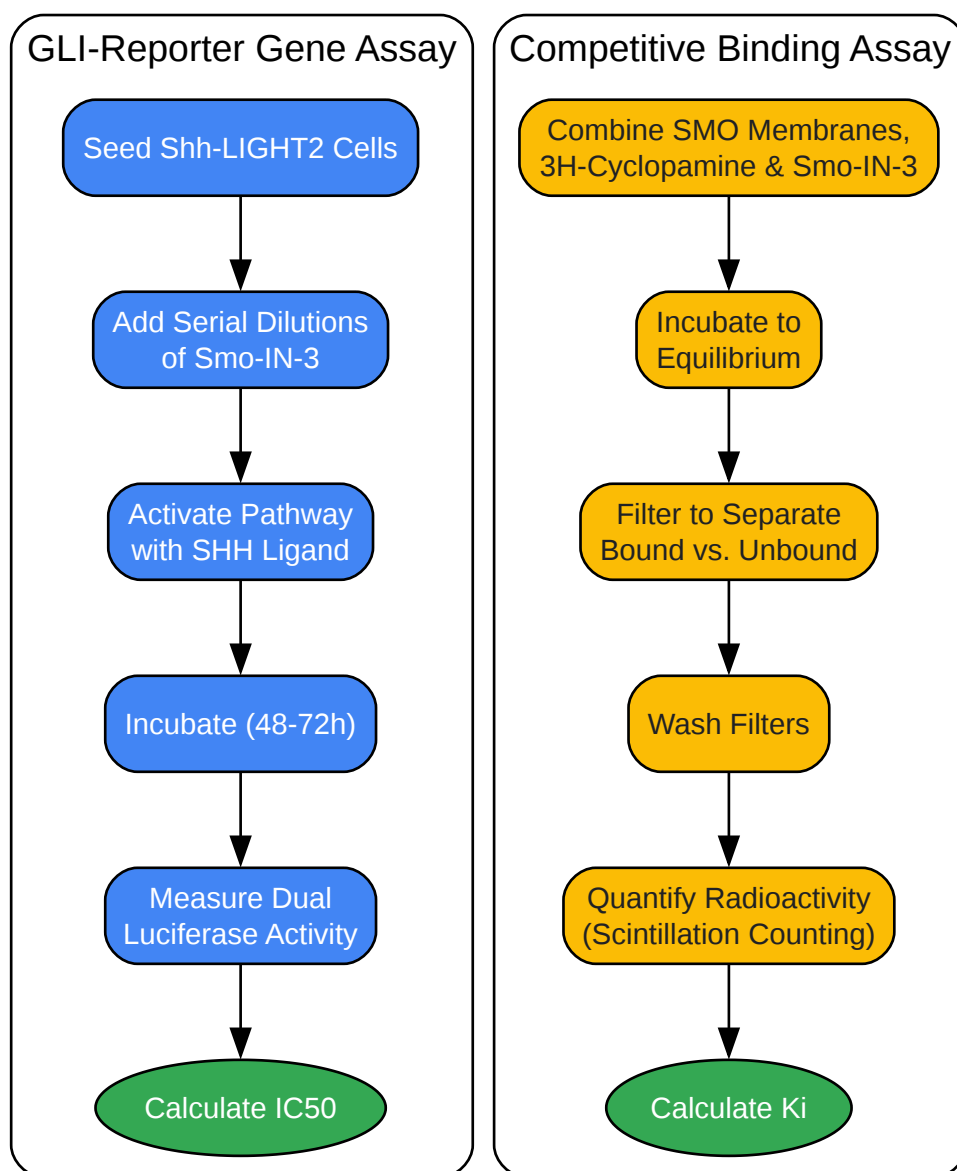 GLI-Reporter Gene Assay
Seed Shh-LIGHT2 Cells
Add Serial Dilutions
of Smo-IN-3
Activate Pathway
with SHH Ligand
Incubate (48-72h)
Measure Dual
Luciferase Activity
Calculate IC50
Competitive Binding Assay
Combine SMO Membranes,
3H-Cyclopamine & Smo-IN-3
Incubate to
Equilibrium
Filter to Separate
Bound vs. Unbound
Wash Filters
Quantify Radioactivity
(Scintillation Counting)
Calculate Ki